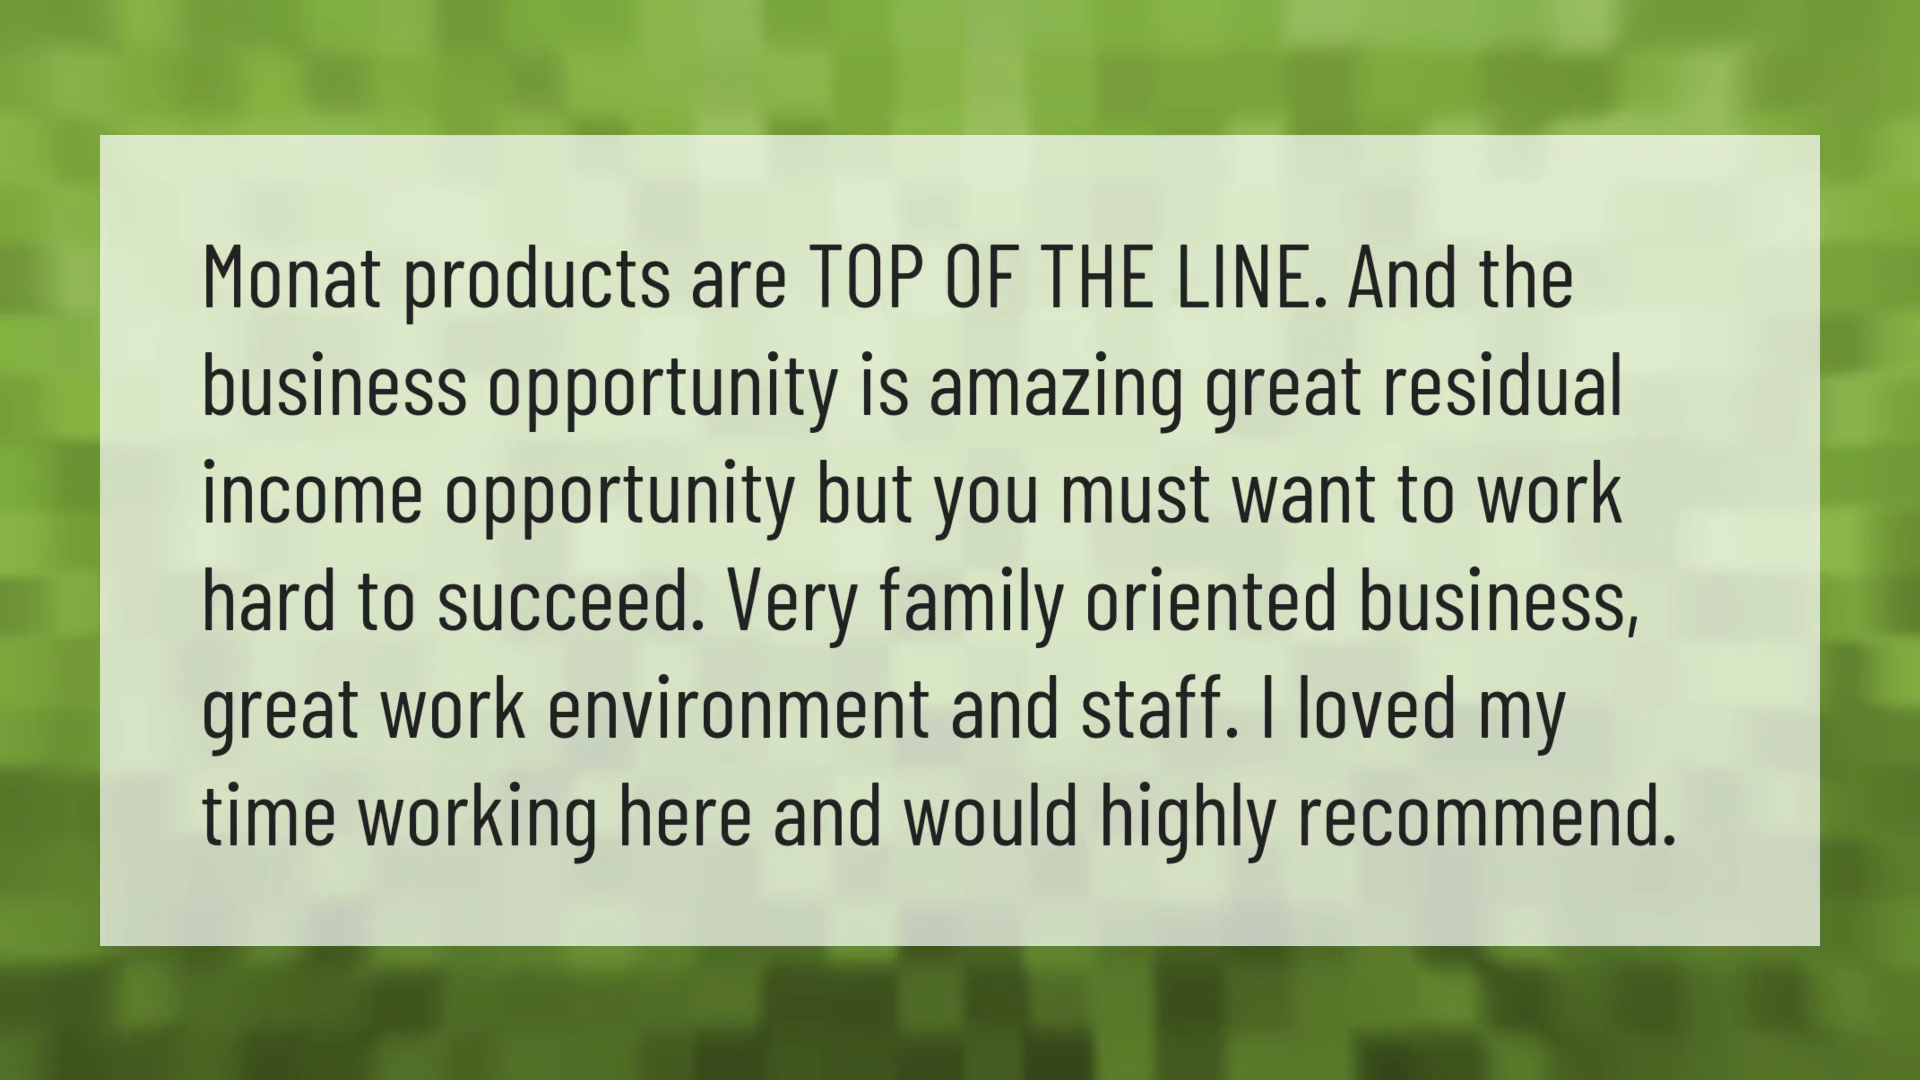 Monat products are TOP OF THE LINE. And the
business opportunity is amazing great residual
income opportunity but you must want to work
hard to succeed. Very family oriented business,
great work environment and staff. I loved my
time working here and would highly recommend.